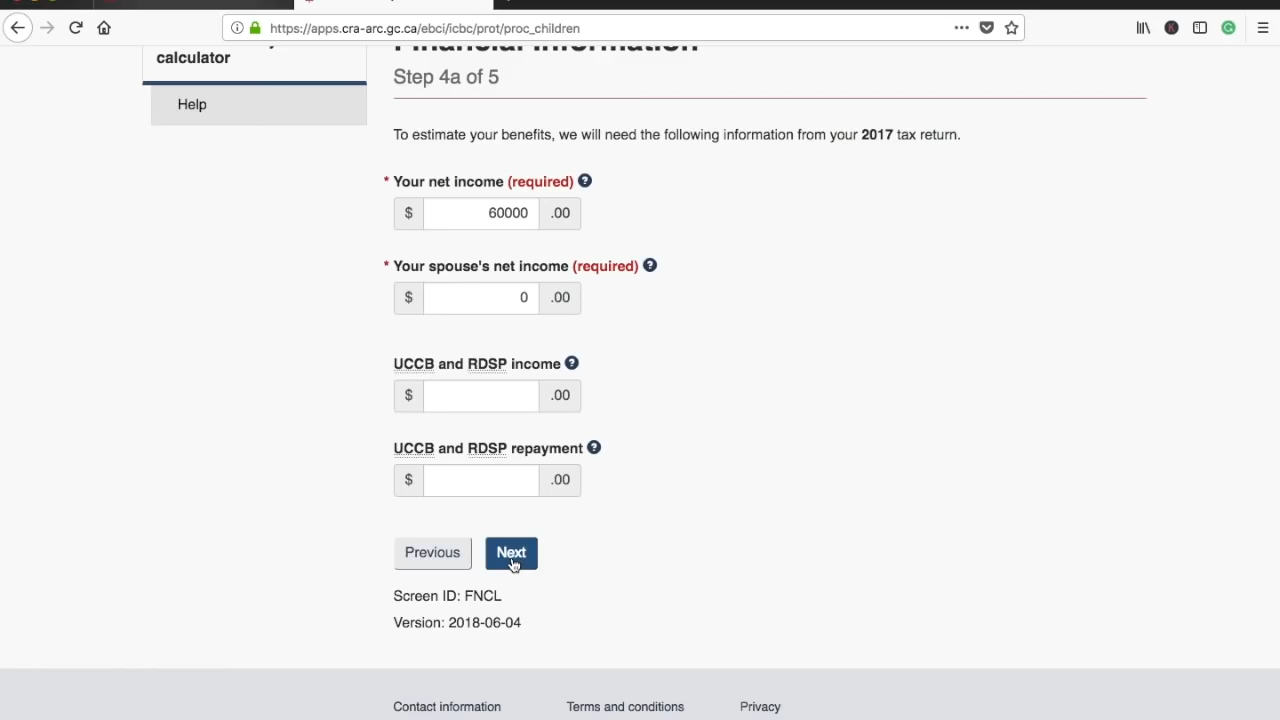 https://apps.cra-arc.gc.ca/ebci/icbc/prot/proc_children
calculator
Help
Financial information
Step 4a of 5
To estimate your benefits, we will need the following information from your 2017 tax return.
* Your net income (required) ?
$ 60000 .00
* Your spouse's net income (required) ?
$ 0 .00
UCCB and RDSP income ?
$ .00
UCCB and RDSP repayment ?
$ .00
Previous Next
Screen ID: FNCL
Version: 2018-06-04
Contact information Terms and conditions Privacy